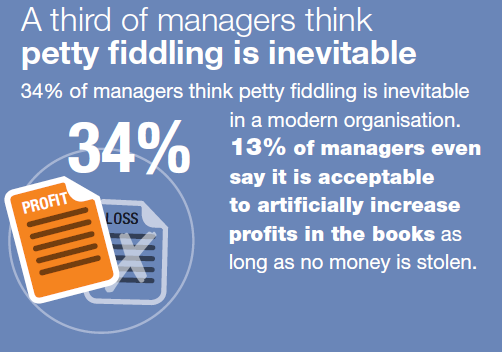 A third of managers think
petty fiddling is inevitable
34% of managers think petty fiddling is inevitable
in a modern organisation.
13% of managers even
say it is acceptable
to artificially increase
profits in the books as
long as no money is stolen.
34%
PROFIT
LOSS